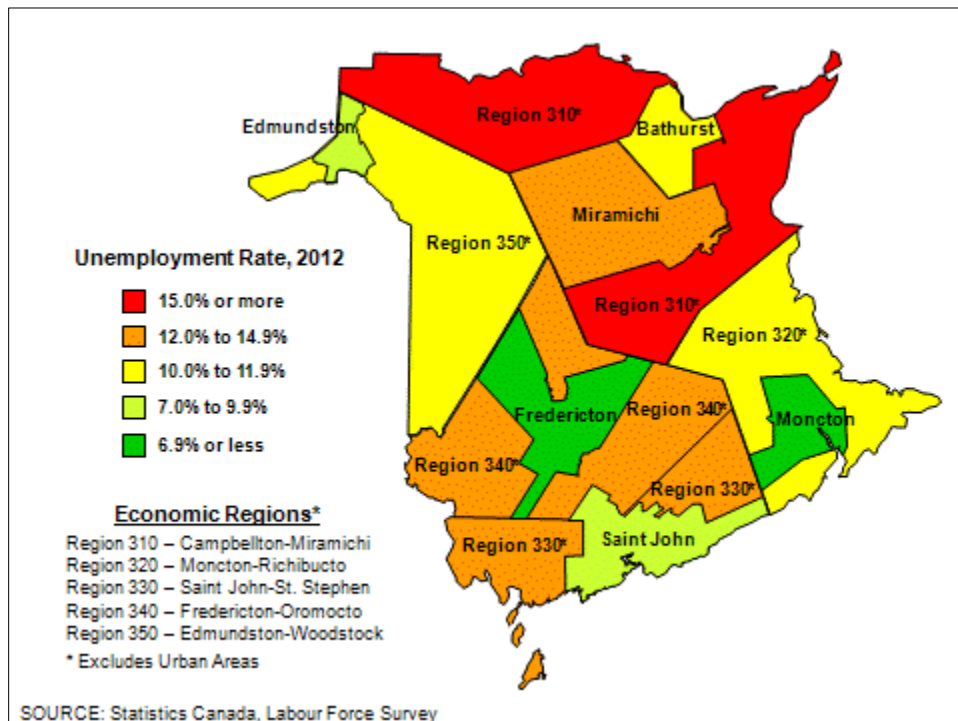 Region 310*
Edmundston
Bathurst
Miramichi
Region 350*
Unemployment Rate, 2012
15.0% or more
12.0% to 14.9%
10.0% to 11.9%
7.0% to 9.9%
6.9% or less
Region 310*
Region 320*
Fredericton
Region 340*
Moncton
Region 340*
Region 330*
Saint John
Region 330*
Economic Regions*
Region 310 – Campbellton-Miramichi
Region 320 – Moncton-Richibucto
Region 330 – Saint John-St. Stephen
Region 340 – Fredericton-Oromocto
Region 350 – Edmundston-Woodstock
* Excludes Urban Areas
SOURCE: Statistics Canada, Labour Force Survey